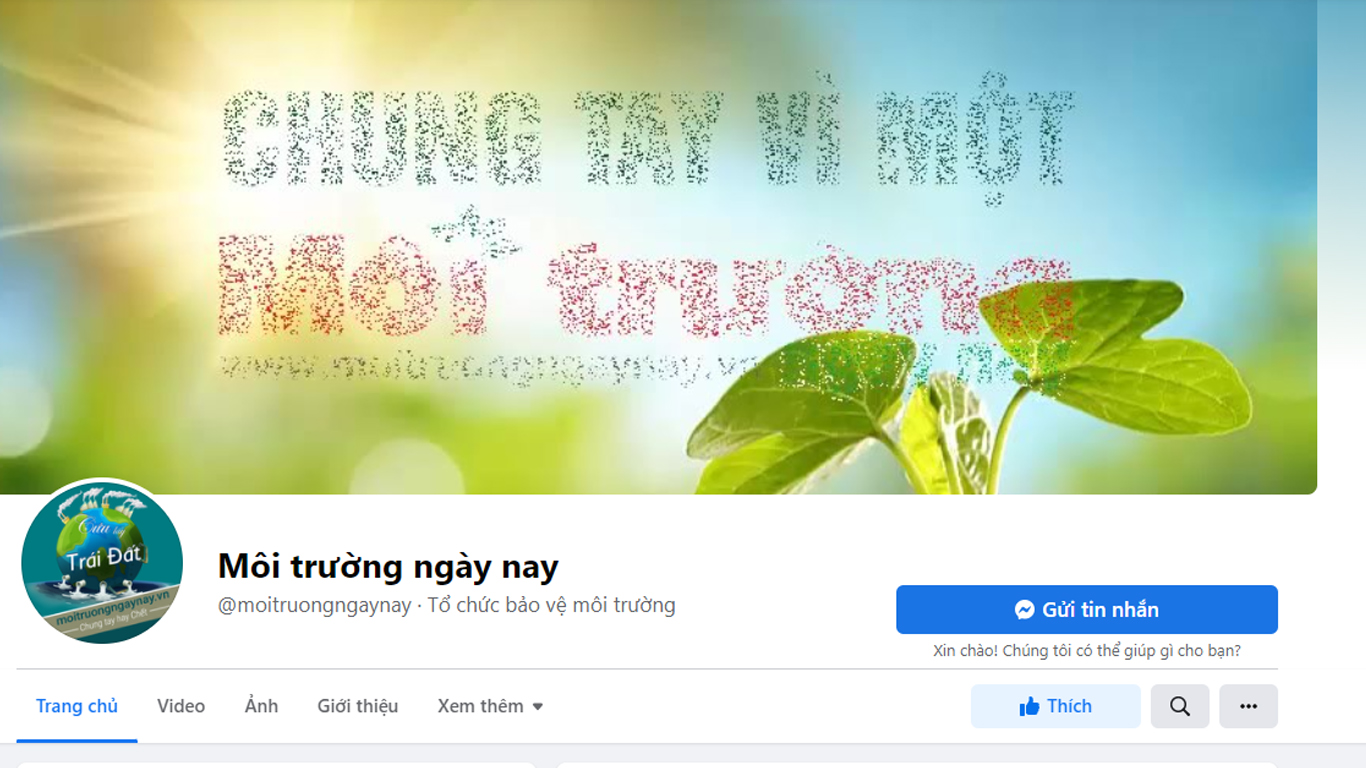 CHUNG TAY VÌ MỘT
Môi trường
www.moitruongngaynay.vn ngày nay
Cứu lấy
Trái Đất
moitruongngaynay.vn
Chung tay hay Chết
Môi trường ngày nay
@moitruongngaynay · Tổ chức bảo vệ môi trường
Gửi tin nhắn
Xin chào! Chúng tôi có thể giúp gì cho bạn?
Trang chủ Video Ảnh Giới thiệu Xem thêm
Thích